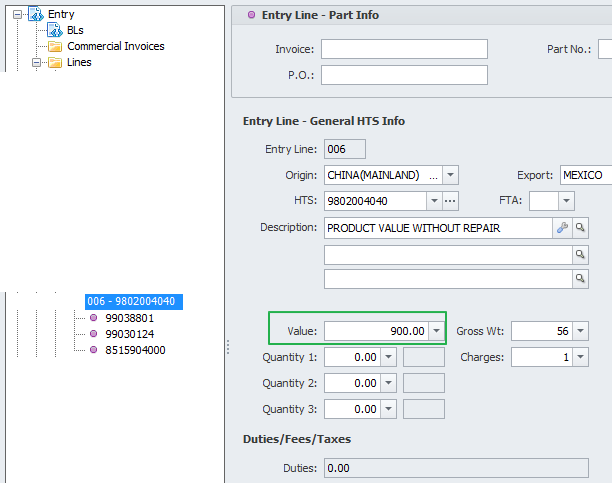 Entry
BLs
Commercial Invoices
Lines
006 - 9802004040
99038801
99030124
8515904000
Entry Line - Part Info
Invoice: Part No.:
P.O.:
Entry Line - General HTS Info
Entry Line: 006
Origin: CHINA(MAINLAND) ... Export: MEXICO
HTS: 9802004040 ... FTA:
Description: PRODUCT VALUE WITHOUT REPAIR
Value: 900.00 Gross Wt: 56
Quantity 1: 0.00 Charges: 1
Quantity 2: 0.00
Quantity 3: 0.00
Duties/Fees/Taxes
Duties: 0.00